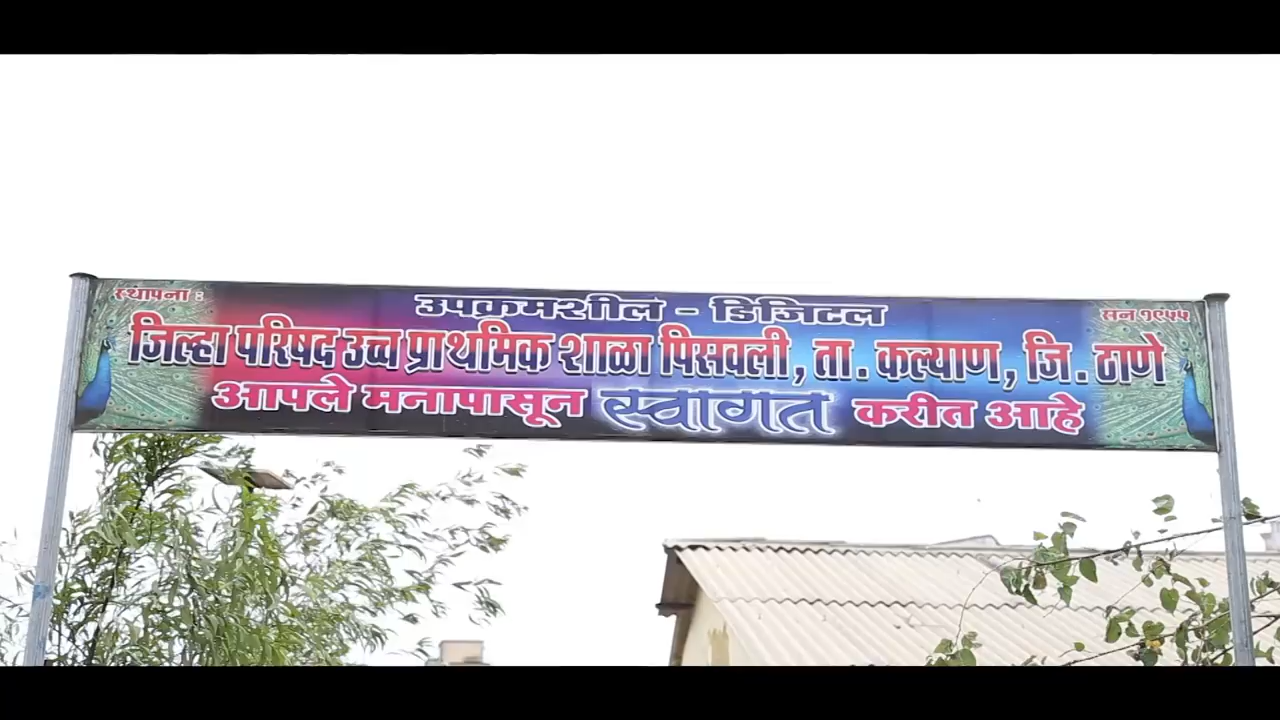 स्थापना :
सन १९५५
उपक्रमशील - डिजिटल
जिल्हा परिषद उच्च प्राथमिक शाळा पिसवली, ता. कल्याण, जि. ठाणे
आपले मनापासून स्वागत करीत आहे